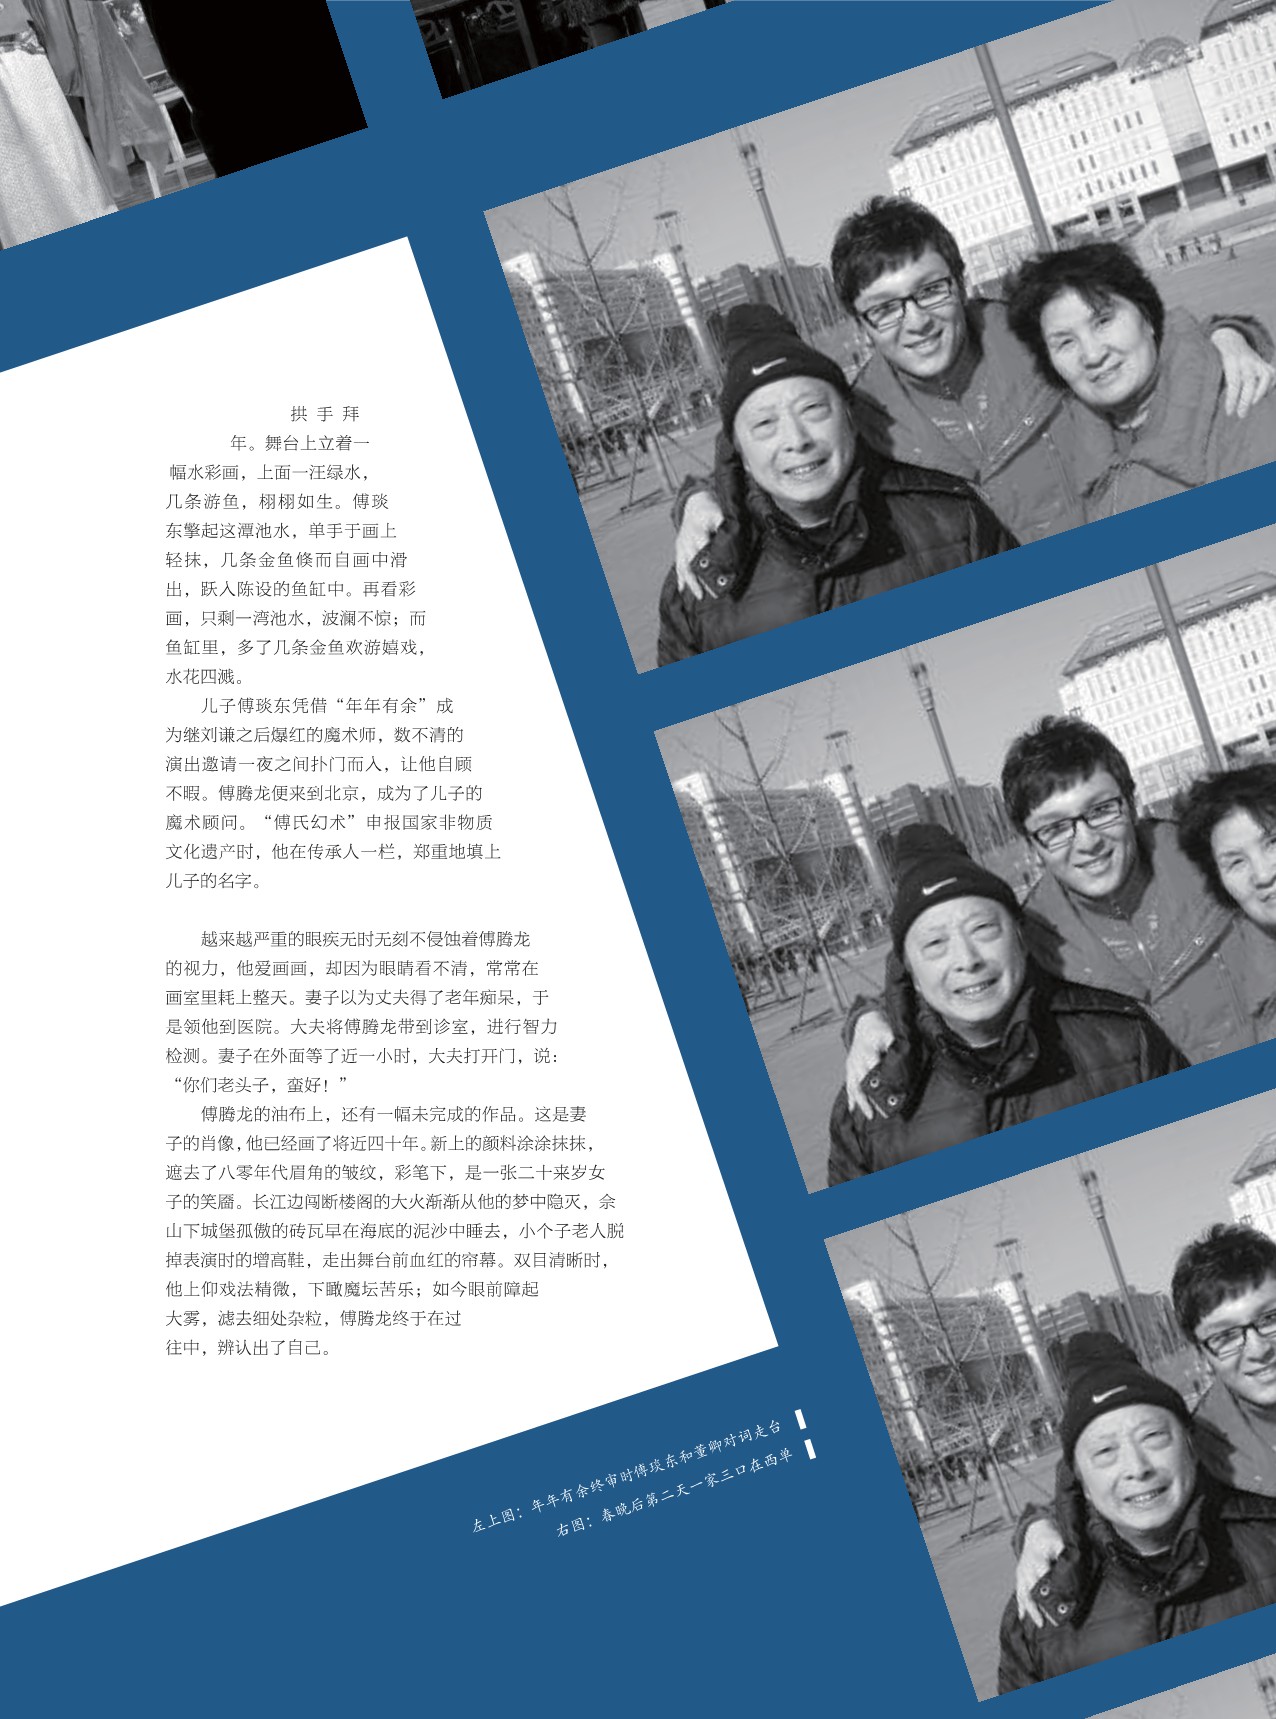 拱手拜
年。舞台上立着一
幅水彩画，上面一汪绿水，
几条游鱼，栩栩如生。傅琰
东擎起这潭池水，单手于画上
轻抹，几条金鱼倏而自画中滑
出，跃入陈设的鱼缸中。再看彩
画，只剩一湾池水，波澜不惊；而
鱼缸里，多了几条金鱼欢游嬉戏，
水花四溅。
儿子傅琰东凭借“年年有余”成
为继刘谦之后爆红的魔术师，数不清的
演出邀请一夜之间扑门而入，让他自顾
不暇。傅腾龙便来到北京，成为了儿子的
魔术顾问。“傅氏幻术”申报国家非物质
文化遗产时，他在传承人一栏，郑重地填上
儿子的名字。
越来越严重的眼疾无时无刻不侵蚀着傅腾龙
的视力，他爱画画，却因为眼睛看不清，常常在
画室里耗上整天。妻子以为丈夫得了老年痴呆，于
是领他到医院。大夫将傅腾龙带到诊室，进行智力
检测。妻子在外面等了近一小时，大夫打开门，说：
“你们老头子，蛮好！”
傅腾龙的油布上，还有一幅未完成的作品。这是妻
子的肖像，他已经画了将近四十年。新上的颜料涂涂抹抹，
遮去了八零年代眉角的皱纹，彩笔下，是一张二十来岁女
子的笑靥。长江边闯断楼阁的大火渐渐从他的梦中隐灭，佘
山下城堡孤傲的砖瓦早在海底的泥沙中睡去，小个子老人脱
掉表演时的增高鞋，走出舞台前血红的帘幕。双目清晰时，
他上仰戏法精微，下瞰魔坛苦乐；如今眼前障起
大雾，滤去细处杂粒，傅腾龙终于在过
往中，辨认出了自己。
左上图：年年有余终审时傅琰东和董卿对词走台
右图：春晚后第二天一家三口在西单